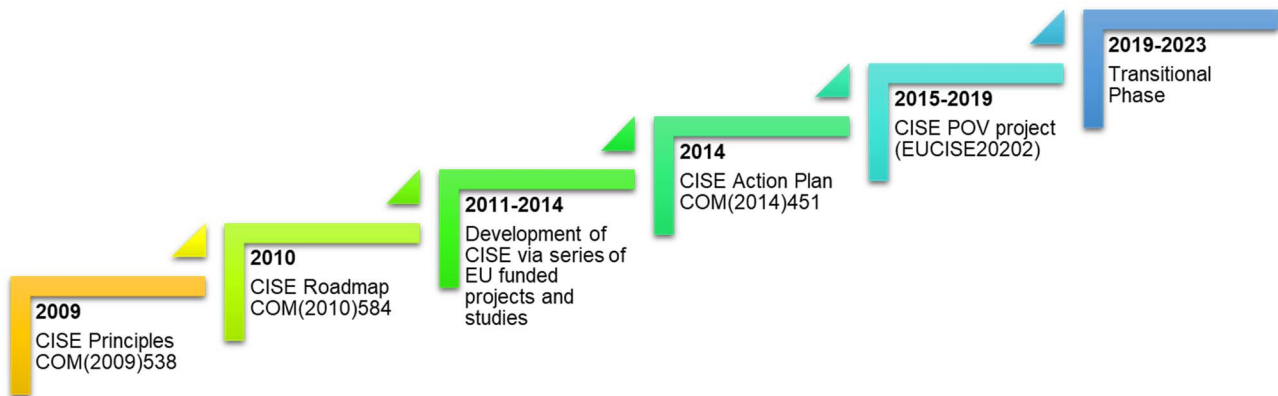 2009
CISE Principles
COM(2009)538
2010
CISE Roadmap
COM(2010)584
2011-2014
Development of
CISE via series of
EU funded
projects and
studies
2014
CISE Action Plan
COM(2014)451
2015-2019
CISE POV project
(EUCISE20202)
2019-2023
Transitional
Phase